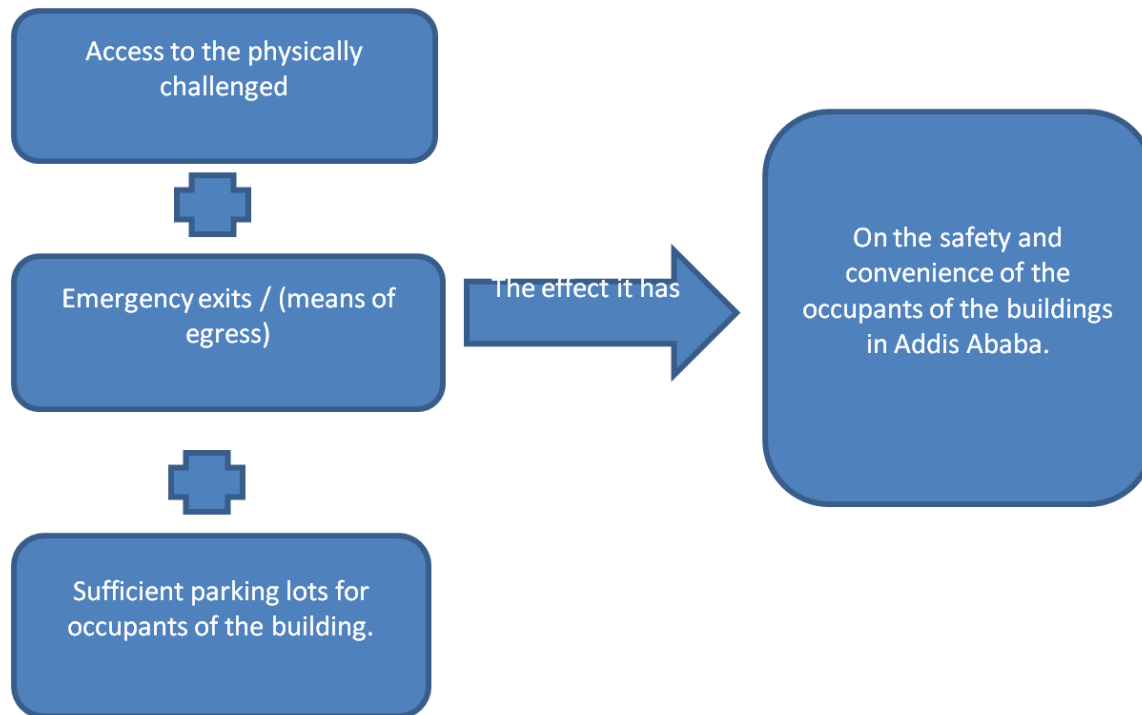 Access to the physically
challenged
Emergency exits / (means of
egress)
The effect it has
On the safety and
convenience of the
occupants of the buildings
in Addis Ababa.
Sufficient parking lots for
occupants of the building.